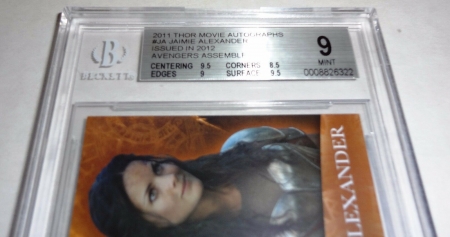 2011 THOR MOVIE AUTOGRAPHS
#JA JAIMIE ALEXANDER
ISSUED IN 2012
AVENGERS ASSEMBLE
CENTERING 9.5 CORNERS 8.5
EDGES 9 SURFACE 9.5
9
MINT
0008826322
BECKETT
ALEXANDER